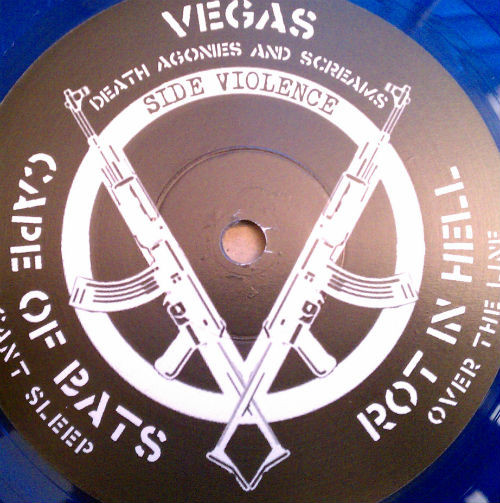 VEGAS
DEATH AGONIES AND SCREAMS
SIDE VIOLENCE
CAPE OF BATS
CANT SLEEP
ROT IN HELL
OVER THE LINE